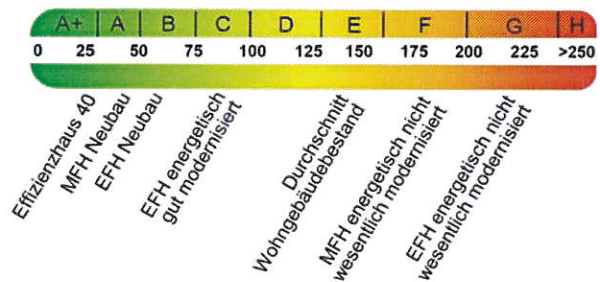 A+ A B C D E F G H
0 25 50 75 100 125 150 175 200 225 >250
Effizienzhaus 40
MFH Neubau
EFH Neubau
EFH energetisch
gut modernisiert
Durchschnitt
Wohngebäudebestand
MFH energetisch nicht
wesentlich modernisiert
EFH energetisch nicht
wesentlich modernisiert